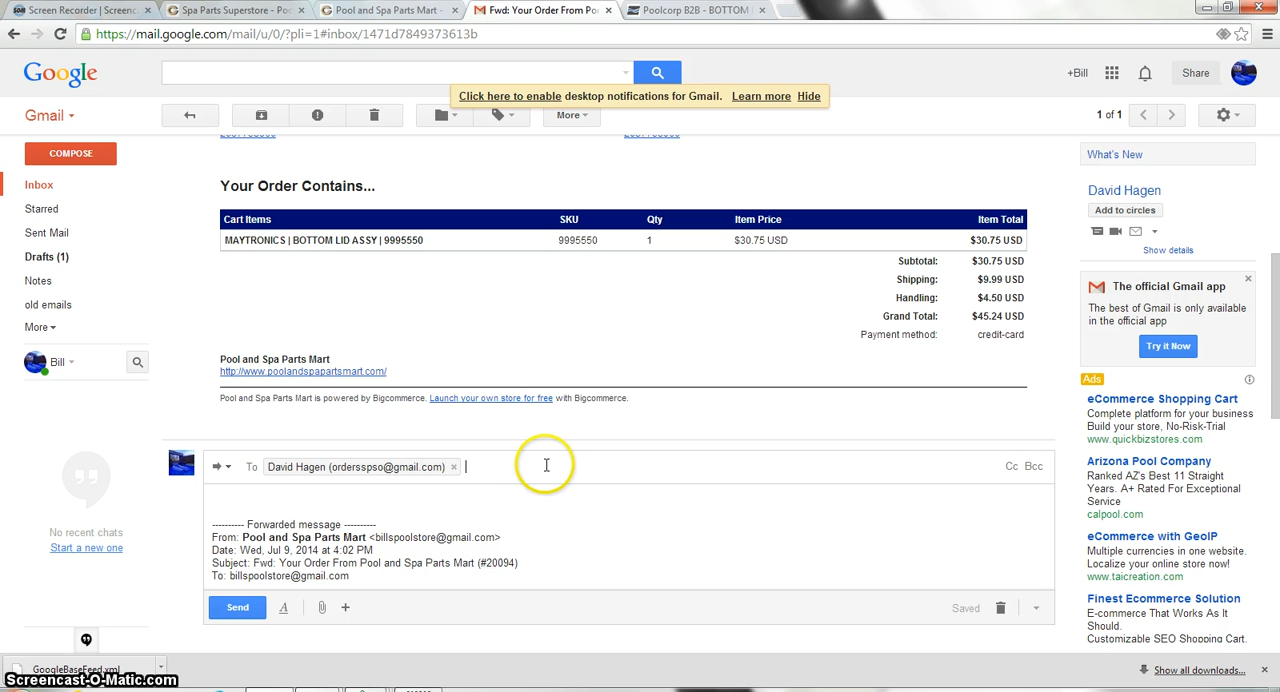 Screen Recorder | Screenc
Spa Parts Superstore - Poo
Pool and Spa Parts Mart -
Fwd: Your Order From Poo
Poolcorp B2B - BOTTOM
https://mail.google.com/mail/u/0/?pli=1#inbox/1471d7849373613b
Google
+Bill
Share
Click here to enable desktop notifications for Gmail. Learn more Hide
Gmail
More
1 of 1
COMPOSE
Inbox
Starred
Sent Mail
Drafts (1)
Notes
old emails
More
Bill
No recent chats
Start a new one
Your Order Contains...
Cart Items SKU Qty Item Price Item Total
MAYTRONICS | BOTTOM LID ASSY | 9995550 9995550 1 $30.75 USD $30.75 USD
Subtotal: $30.75 USD
Shipping: $9.99 USD
Handling: $4.50 USD
Grand Total: $45.24 USD
Payment method: credit-card
Pool and Spa Parts Mart
http://www.poolandspapartsmart.com/
Pool and Spa Parts Mart is powered by Bigcommerce. Launch your own store for free with Bigcommerce.
To David Hagen (ordersspso@gmail.com) Cc Bcc
---------- Forwarded message ----------
From: Pool and Spa Parts Mart <billspoolstore@gmail.com>
Date: Wed, Jul 9, 2014 at 4:02 PM
Subject: Fwd: Your Order From Pool and Spa Parts Mart (#20094)
To: billspoolstore@gmail.com
Send
Saved
What's New
David Hagen
Add to circles
Show details
The official Gmail app
The best of Gmail is only available
in the official app
Try it Now
Ads
eCommerce Shopping Cart
Complete platform for your business
Build your store, No-Risk-Trial
www.quickbizstores.com
Arizona Pool Company
Ranked AZ's Best 11 Straight
Years. A+ Rated For Exceptional
Service
calpool.com
eCommerce with GeoIP
Multiple currencies in one website.
Localize your online store now!
www.taicreation.com
Finest Ecommerce Solution
E-commerce That Works As It
Should.
Customizable SEO Shopping Cart.
GoogleBaseFeed.xml
Show all downloads...
Screencast-O-Matic.com